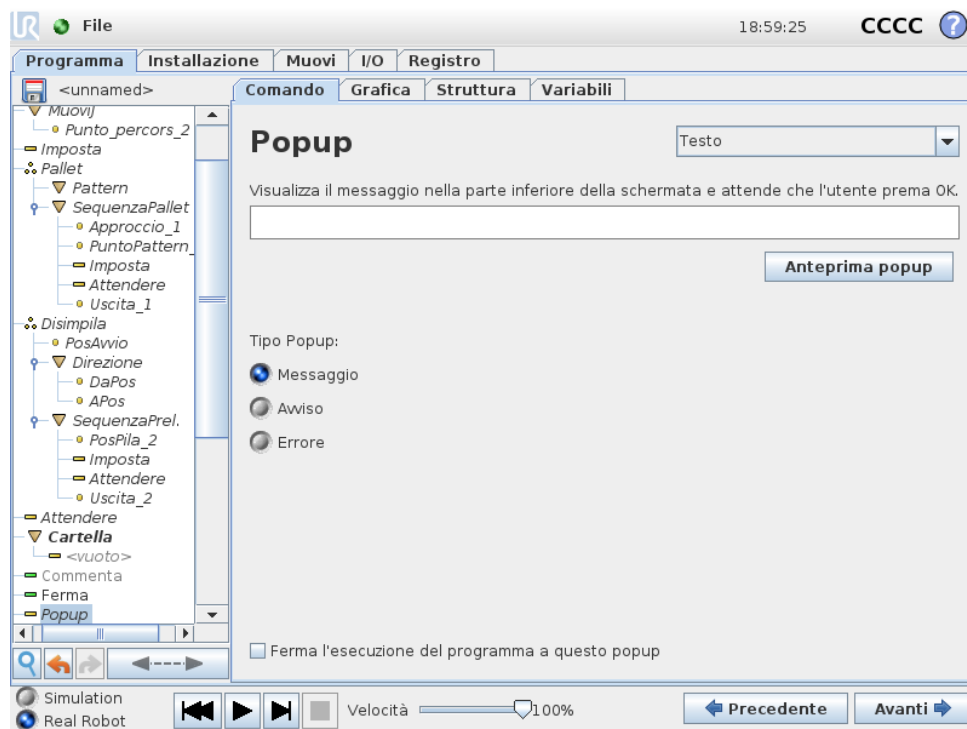 UR File 18:59:25 CCCC ?
Programma Installazione Muovi I/O Registro
<unnamed> Comando Grafica Struttura Variabili
MuoviJ
Punto_percors_2
Imposta
Pallet
Pattern
SequenzaPallet
Approccio_1
PuntoPattern_
Imposta
Attendere
Uscita_1
Disimpila
PosAvvio
Direzione
DaPos
APos
SequenzaPrel.
PosPila_2
Imposta
Attendere
Uscita_2
Attendere
Cartella
<vuoto>
Commenta
Ferma
Popup
Popup Testo
Visualizza il messaggio nella parte inferiore della schermata e attende che l'utente prema OK.
Anteprima popup
Tipo Popup:
Messaggio
Avviso
Errore
Ferma l'esecuzione del programma a questo popup
Simulation
Real Robot
Velocità 100% Precedente Avanti